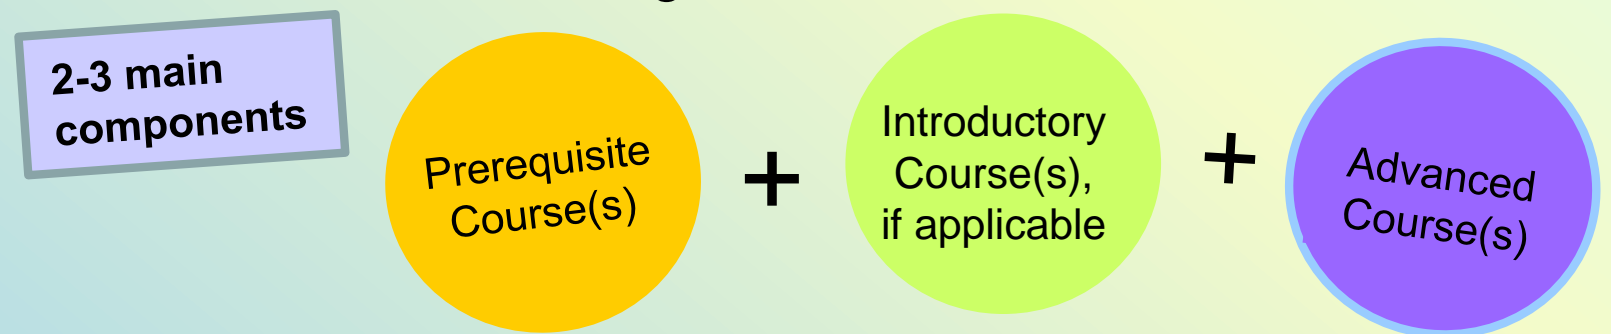 2-3 main
components
Prerequisite
Course(s)
+
Introductory
Course(s),
if applicable
+
Advanced
Course(s)